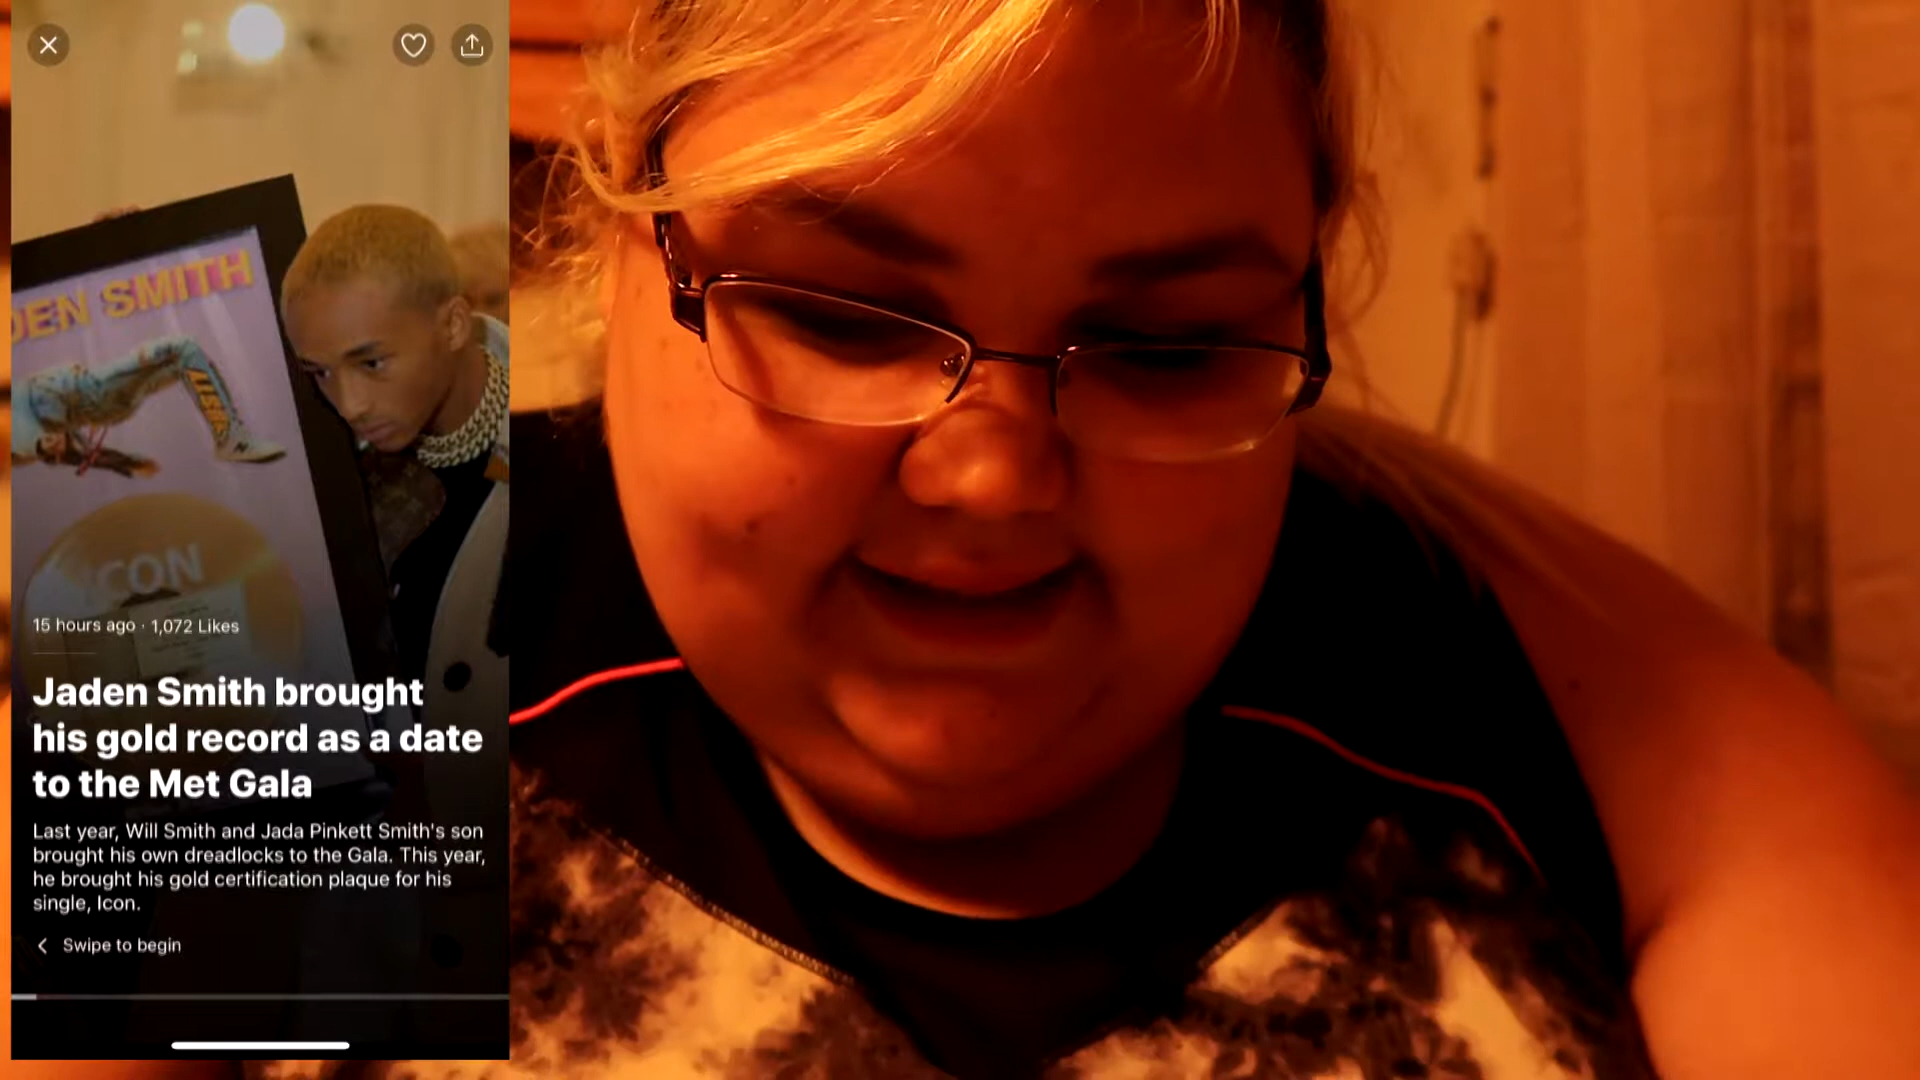 DEN SMITH
ICON
15 hours ago · 1,072 Likes
Jaden Smith brought
his gold record as a date
to the Met Gala
Last year, Will Smith and Jada Pinkett Smith's son
brought his own dreadlocks to the Gala. This year,
he brought his gold certification plaque for his
single, Icon.
Swipe to begin